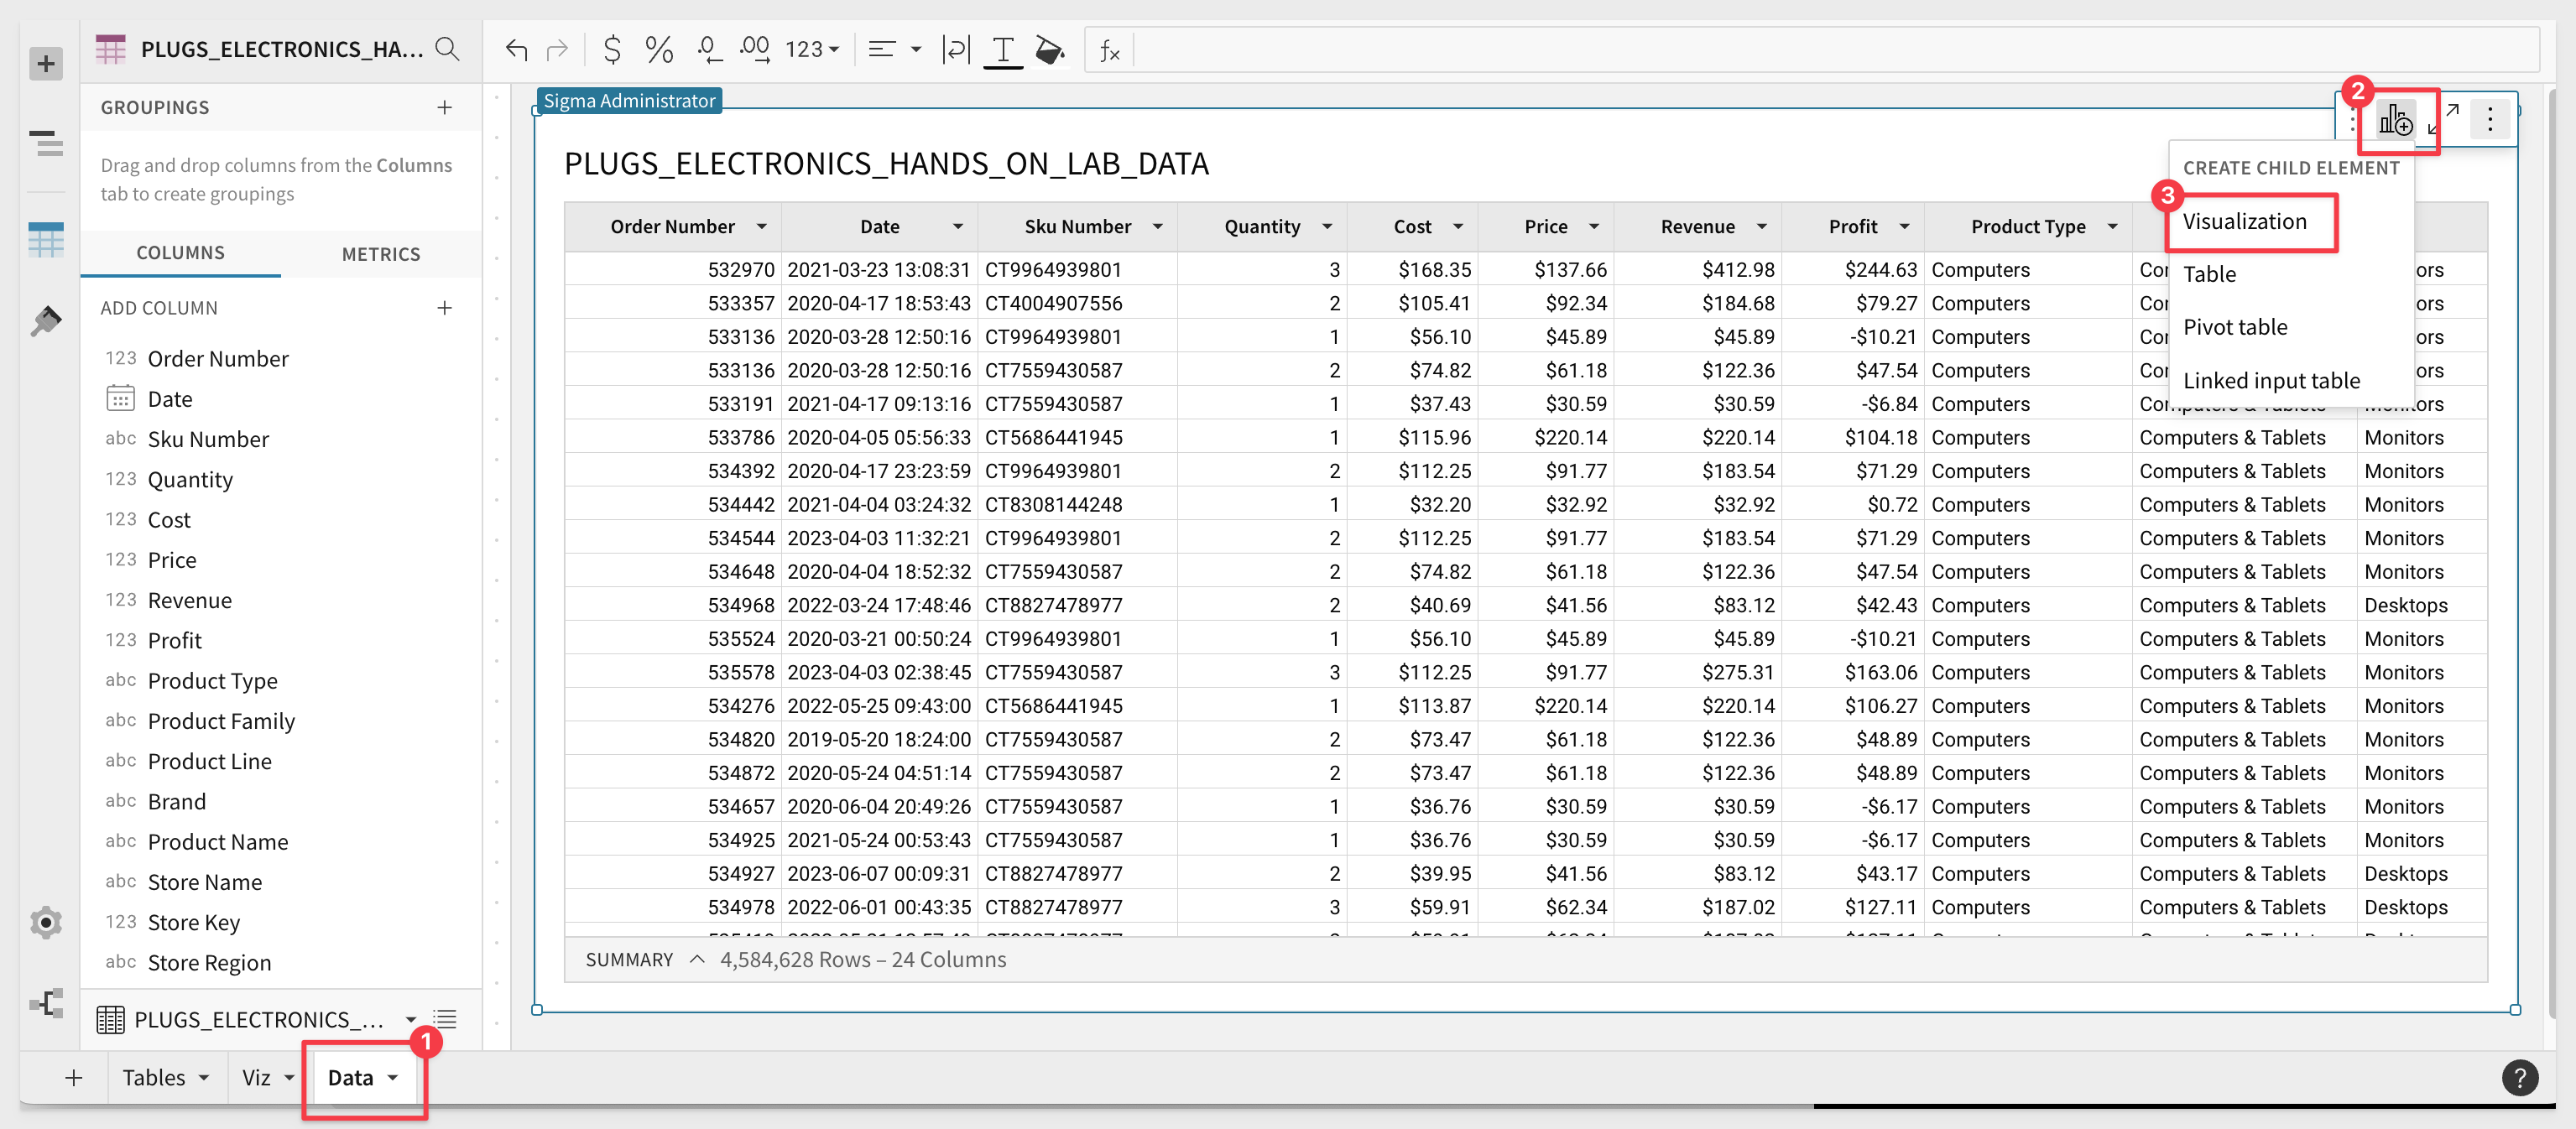 PLUGS_ELECTRONICS_HA...
$ % .0 .00 123
fx
GROUPINGS
Drag and drop columns from the Columns
tab to create groupings
COLUMNS METRICS
ADD COLUMN
123 Order Number
Date
abc Sku Number
123 Quantity
123 Cost
123 Price
123 Revenue
123 Profit
abc Product Type
abc Product Family
abc Product Line
abc Brand
abc Product Name
abc Store Name
123 Store Key
abc Store Region
PLUGS_ELECTRONICS_...
Sigma Administrator
2
PLUGS_ELECTRONICS_HANDS_ON_LAB_DATA
CREATE CHILD ELEMENT
3
Visualization
Table
Pivot table
Linked input table
Order Number Date Sku Number Quantity Cost Price Revenue Profit Product Type
532970 2021-03-23 13:08:31 CT9964939801 3 $168.35 $137.66 $412.98 $244.63 Computers
533357 2020-04-17 18:53:43 CT4004907556 2 $105.41 $92.34 $184.68 $79.27 Computers
533136 2020-03-28 12:50:16 CT9964939801 1 $56.10 $45.89 $45.89 -$10.21 Computers
533136 2020-03-28 12:50:16 CT7559430587 2 $74.82 $61.18 $122.36 $47.54 Computers
533191 2021-04-17 09:13:16 CT7559430587 1 $37.43 $30.59 $30.59 -$6.84 Computers
533786 2020-04-05 05:56:33 CT5686441945 1 $115.96 $220.14 $220.14 $104.18 Computers Computers & Tablets Monitors
534392 2020-04-17 23:23:59 CT9964939801 2 $112.25 $91.77 $183.54 $71.29 Computers Computers & Tablets Monitors
534442 2021-04-04 03:24:32 CT8308144248 1 $32.20 $32.92 $32.92 $0.72 Computers Computers & Tablets Monitors
534544 2023-04-03 11:32:21 CT9964939801 2 $112.25 $91.77 $183.54 $71.29 Computers Computers & Tablets Monitors
534648 2020-04-04 18:52:32 CT7559430587 2 $74.82 $61.18 $122.36 $47.54 Computers Computers & Tablets Monitors
534968 2022-03-24 17:48:46 CT8827478977 2 $40.69 $41.56 $83.12 $42.43 Computers Computers & Tablets Desktops
535524 2020-03-21 00:50:24 CT9964939801 1 $56.10 $45.89 $45.89 -$10.21 Computers Computers & Tablets Monitors
535578 2023-04-03 02:38:45 CT7559430587 3 $112.25 $91.77 $275.31 $163.06 Computers Computers & Tablets Monitors
534276 2022-05-25 09:43:00 CT5686441945 1 $113.87 $220.14 $220.14 $106.27 Computers Computers & Tablets Monitors
534820 2019-05-20 18:24:00 CT7559430587 2 $73.47 $61.18 $122.36 $48.89 Computers Computers & Tablets Monitors
534872 2020-05-24 04:51:14 CT7559430587 2 $73.47 $61.18 $122.36 $48.89 Computers Computers & Tablets Monitors
534657 2020-06-04 20:49:26 CT7559430587 1 $36.76 $30.59 $30.59 -$6.17 Computers Computers & Tablets Monitors
534925 2021-05-24 00:53:43 CT7559430587 1 $36.76 $30.59 $30.59 -$6.17 Computers Computers & Tablets Monitors
534927 2023-06-07 00:09:31 CT8827478977 2 $39.95 $41.56 $83.12 $43.17 Computers Computers & Tablets Desktops
534978 2022-06-01 00:43:35 CT8827478977 3 $59.91 $62.34 $187.02 $127.11 Computers Computers & Tablets Desktops
SUMMARY 4,584,628 Rows – 24 Columns
1
Tables Viz Data
?